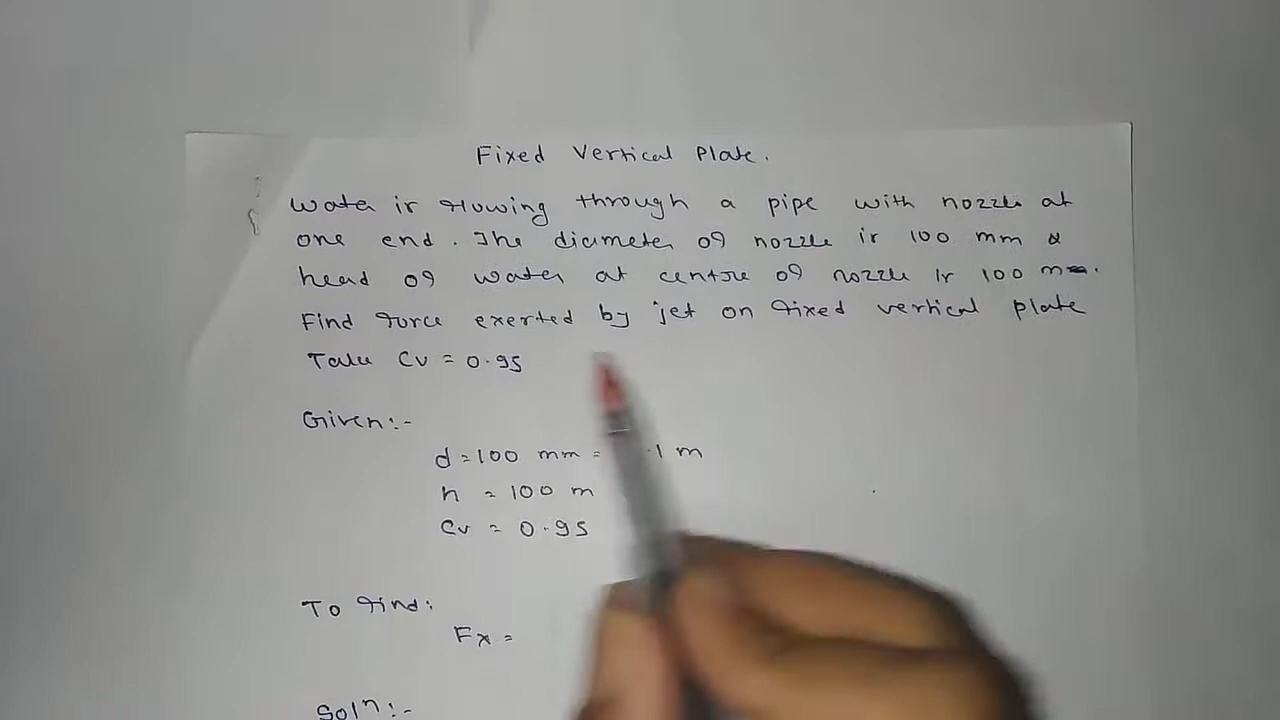 Fixed Vertical Plate.
Water is flowing through a pipe with nozzle at
one end. The diameter of nozzle is 100 mm &
head of water at centre of nozzle is 100 m.
Find force exerted by jet on fixed vertical plate
Take Cv = 0.95
Given:-
d = 100 mm = .1 m
h = 100 m
Cv = 0.95
To find:
Fx =
Soln:-